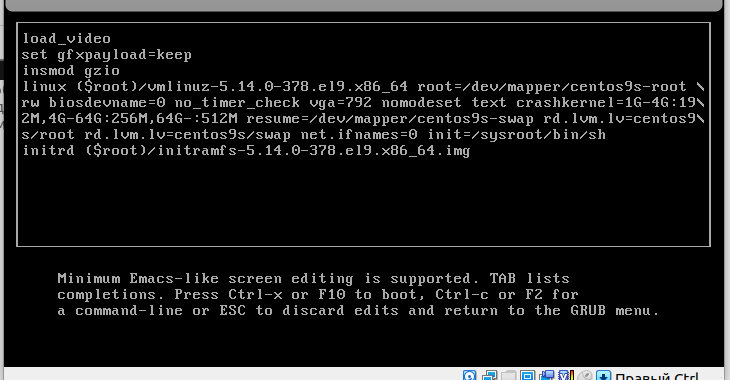 load_video
set gfxpayload=keep
insmod gzio
linux ($root)/vmlinuz-5.14.0-378.el9.x86_64 root=/dev/mapper/centos9s-root \
rw biosdevname=0 no_timer_check vga=792 nomodeset text crashkernel=1G-4G:19\
2M,4G-64G:256M,64G-:512M resume=/dev/mapper/centos9s-swap rd.lvm.lv=centos9\
s/root rd.lvm.lv=centos9s/swap net.ifnames=0 init=/sysroot/bin/sh
initrd ($root)/initramfs-5.14.0-378.el9.x86_64.img
Minimum Emacs-like screen editing is supported. TAB lists
completions. Press Ctrl-x or F10 to boot, Ctrl-c or F2 for
a command-line or ESC to discard edits and return to the GRUB menu.
Правый Ctrl